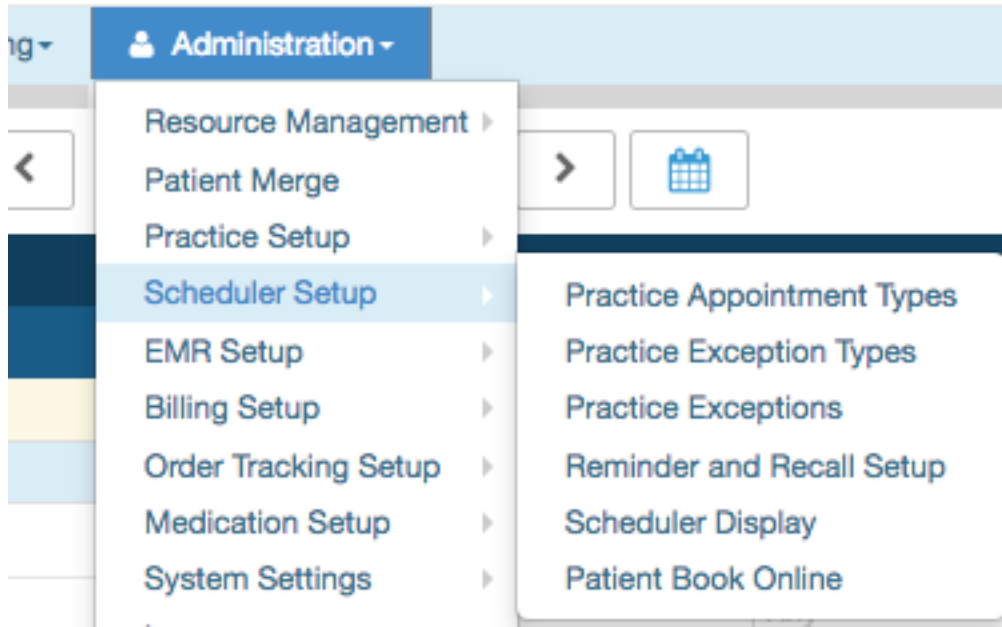 Administration
Resource Management
Patient Merge
Practice Setup
Scheduler Setup
EMR Setup
Billing Setup
Order Tracking Setup
Medication Setup
System Settings
Practice Appointment Types
Practice Exception Types
Practice Exceptions
Reminder and Recall Setup
Scheduler Display
Patient Book Online